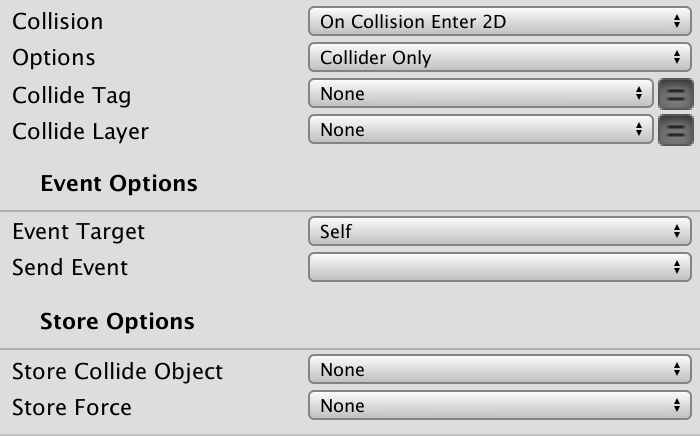 Collision On Collision Enter 2D
Options Collider Only
Collide Tag None =
Collide Layer None =
Event Options
Event Target Self
Send Event
Store Options
Store Collide Object None
Store Force None